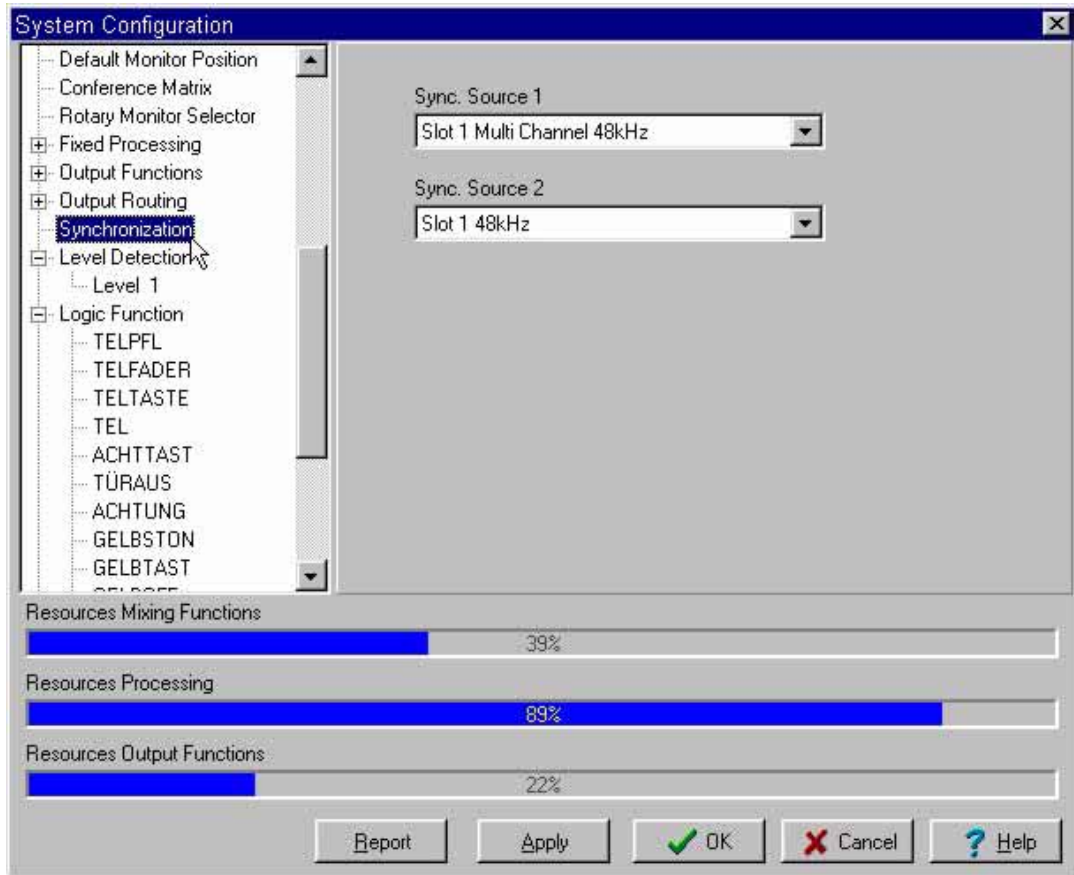 System Configuration
Default Monitor Position
Conference Matrix
Rotary Monitor Selector
Fixed Processing
Output Functions
Output Routing
Synchronization
Level Detection
Level 1
Logic Function
TELPFL
TELFADER
TELTASTE
TEL
ACHTTAST
TÜRAUS
ACHTUNG
GELBSTON
GELBTAST
Sync. Source 1
Slot 1 Multi Channel 48kHz
Sync. Source 2
Slot 1 48kHz
Resources Mixing Functions
39%
Resources Processing
89%
Resources Output Functions
22%
Report
Apply
OK
Cancel
Help